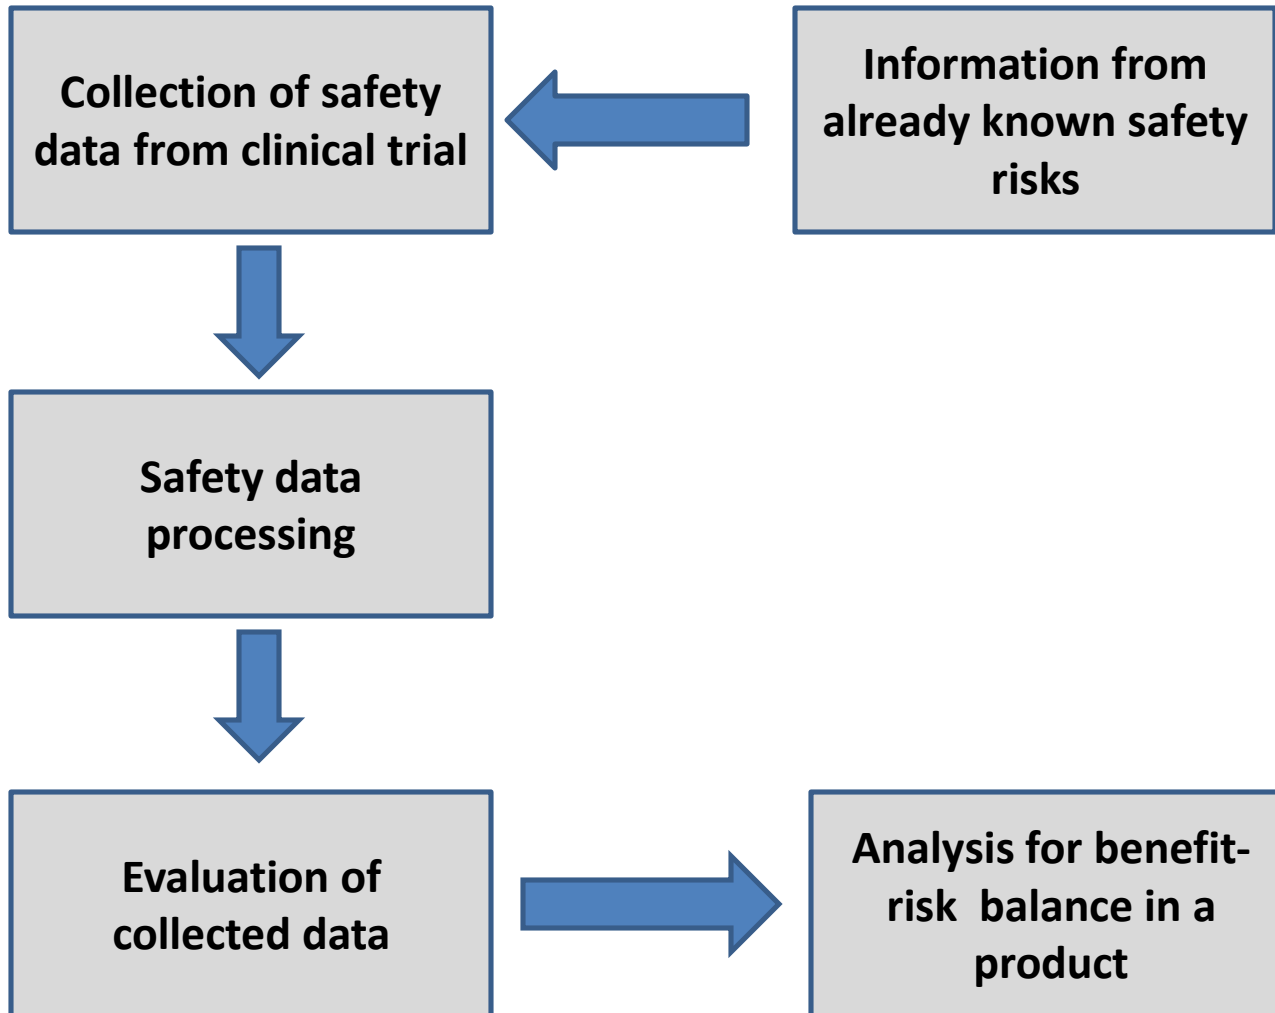 Collection of safety
data from clinical trial
Information from
already known safety
risks
Safety data
processing
Evaluation of
collected data
Analysis for benefit-
risk  balance in a
product